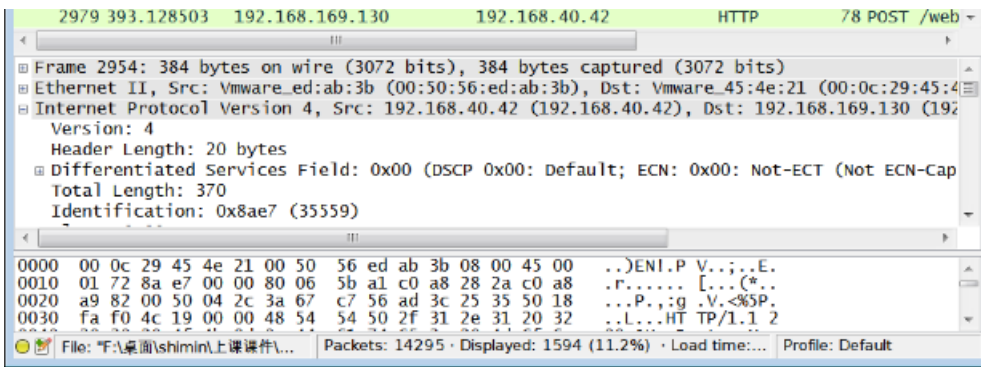 2979 393.128503 192.168.169.130 192.168.40.42 HTTP 78 POST /web
Frame 2954: 384 bytes on wire (3072 bits), 384 bytes captured (3072 bits)
Ethernet II, Src: Vmware_ed:ab:3b (00:50:56:ed:ab:3b), Dst: Vmware_45:4e:21 (00:0c:29:45:4
Internet Protocol Version 4, Src: 192.168.40.42 (192.168.40.42), Dst: 192.168.169.130 (192
Version: 4
Header Length: 20 bytes
Differentiated Services Field: 0x00 (DSCP 0x00: Default; ECN: 0x00: Not-ECT (Not ECN-Cap
Total Length: 370
Identification: 0x8ae7 (35559)
0000 00 0c 29 45 4e 21 00 50 56 ed ab 3b 08 00 45 00 ..)EN!.P V..;..E.
0010 01 72 8a e7 00 00 80 06 5b a1 c0 a8 28 2a c0 a8 .r...... [...(*..
0020 a9 82 00 50 04 2c 3a 67 c7 56 ad 3c 25 35 50 18 ...P.,:g .V.<%5P.
0030 fa f0 4c 19 00 00 48 54 54 50 2f 31 2e 31 20 32 ..L...HT TP/1.1 2
File: "F:\桌面\shimin\上课课件\... Packets: 14295 · Displayed: 1594 (11.2%) · Load time:... Profile: Default